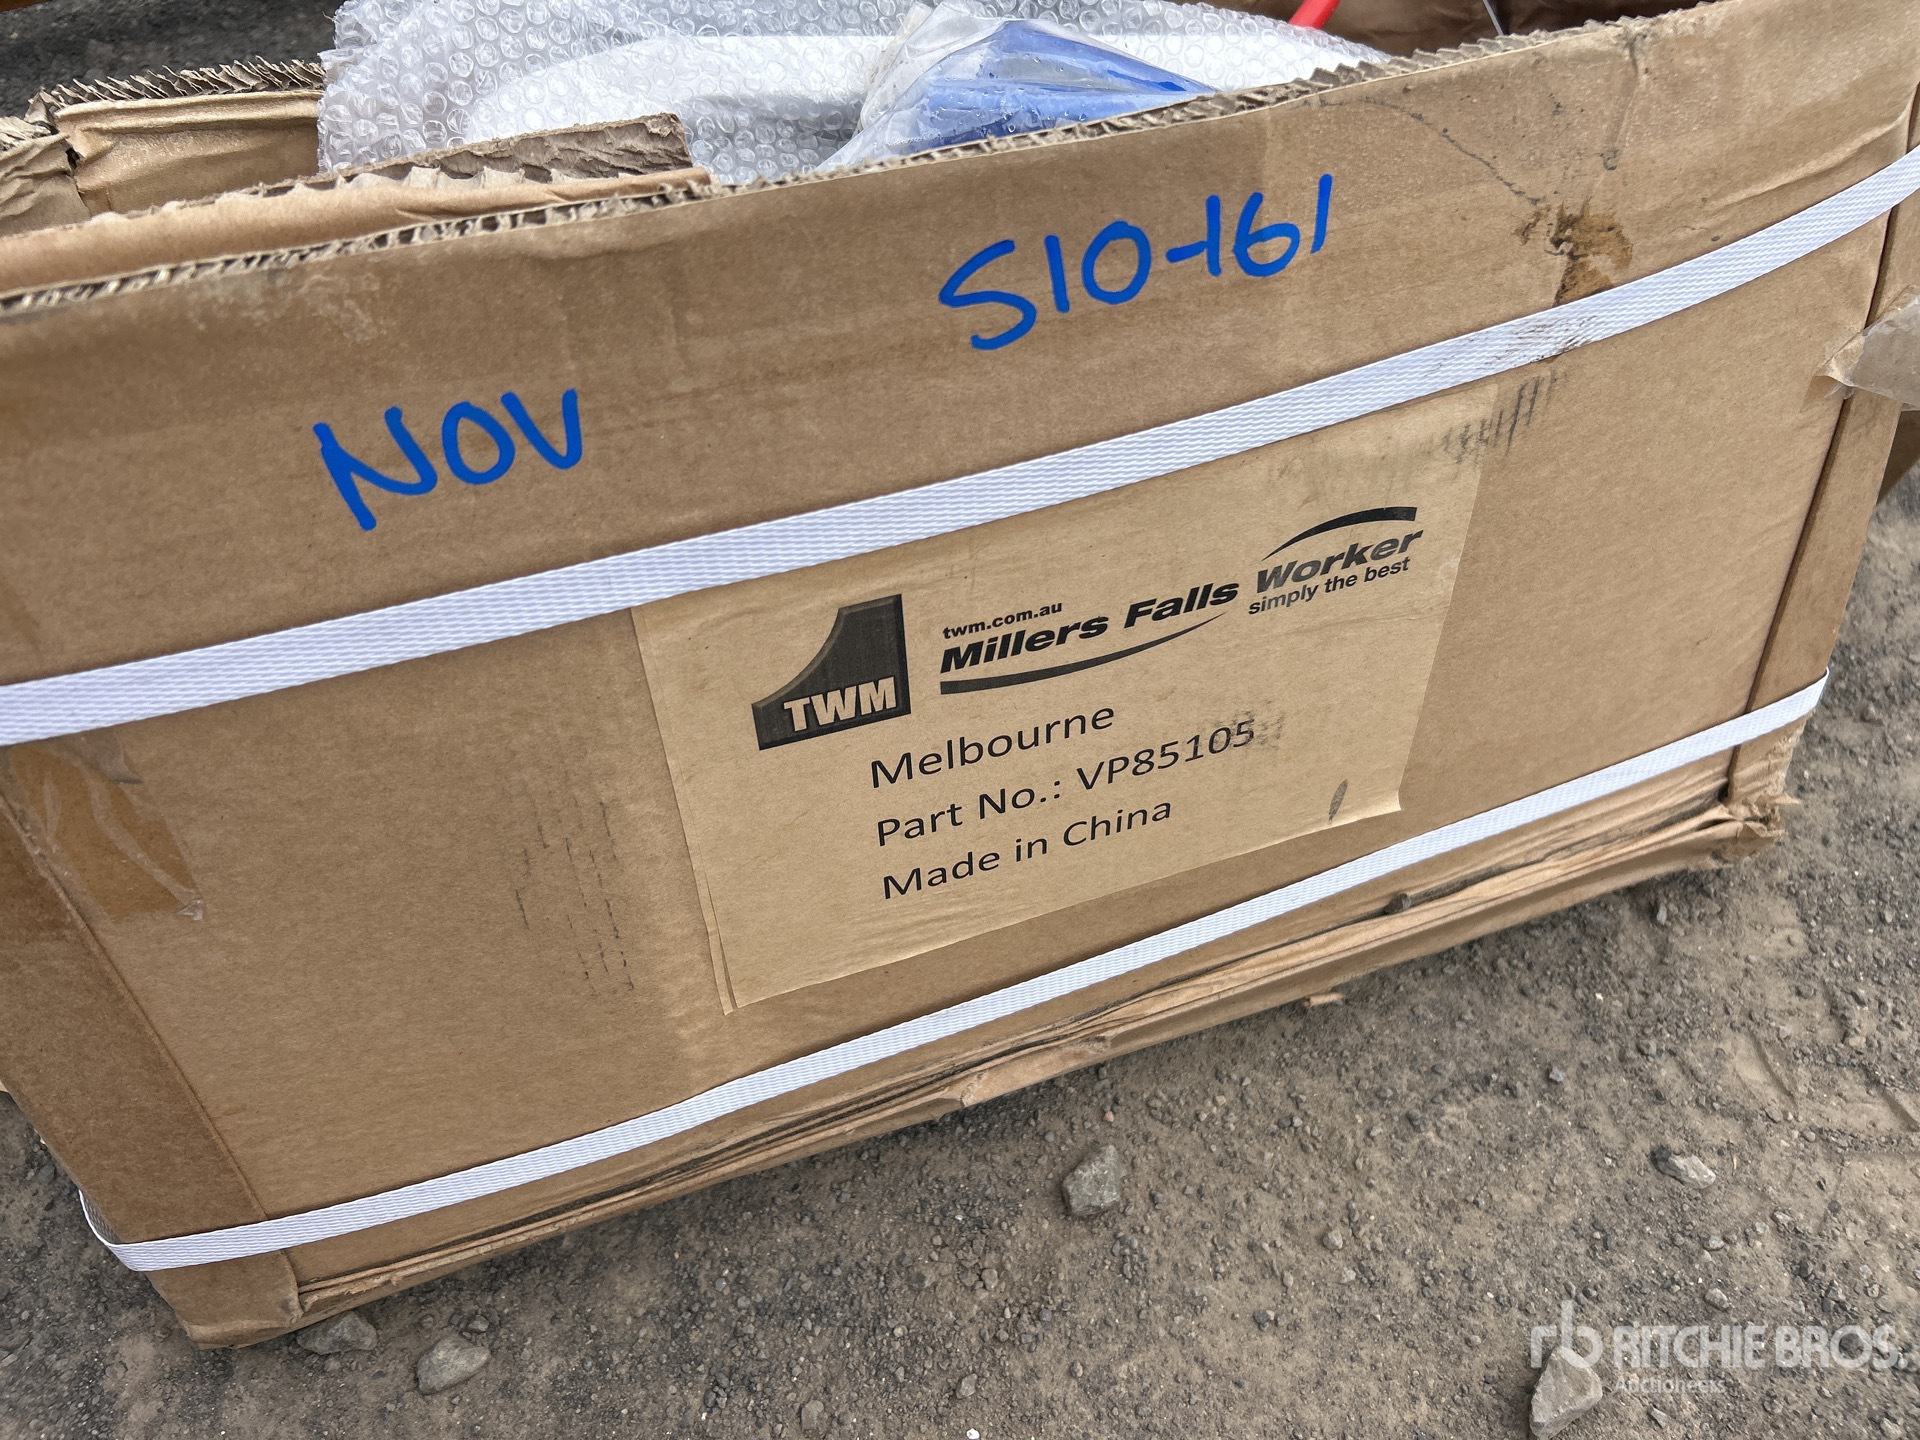 S10-161
NOV
twm.com.au
Millers Falls Worker
simply the best
TWM
Melbourne
Part No.: VP85105
Made in China
rb RITCHIE BROS.
Auctioneers